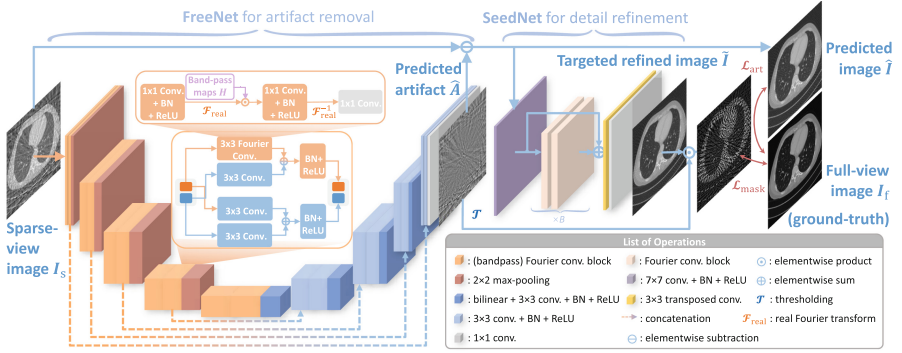 FreeNet for artifact removal
SeedNet for detail refinement
Predicted
artifact Â
Targeted refined image Ĩ
Predicted
image Î
ℒart
Band-pass
maps H
1x1 Conv.
+ BN
+ ReLU
ℱreal
1x1 Conv.
+ BN
+ ReLU
ℱ⁻¹real
1x1 Conv.
3x3 Fourier
Conv.
3x3 Conv.
BN+
ReLU
3x3 Conv.
3x3 Conv.
BN+
ReLU
×B
𝒯
ℒmask
Full-view
image If
(ground-truth)
Sparse-
view
image Is
List of Operations
: (bandpass) Fourier conv. block
: 2×2 max-pooling
: bilinear + 3×3 conv. + BN + ReLU
: 3×3 conv. + BN + ReLU
: 1×1 conv.
: Fourier conv. block
: 7×7 conv. + BN + ReLU
: 3×3 transposed conv.
: concatenation
: elementwise subtraction
: elementwise product
: elementwise sum
𝒯 : thresholding
ℱreal : real Fourier transform